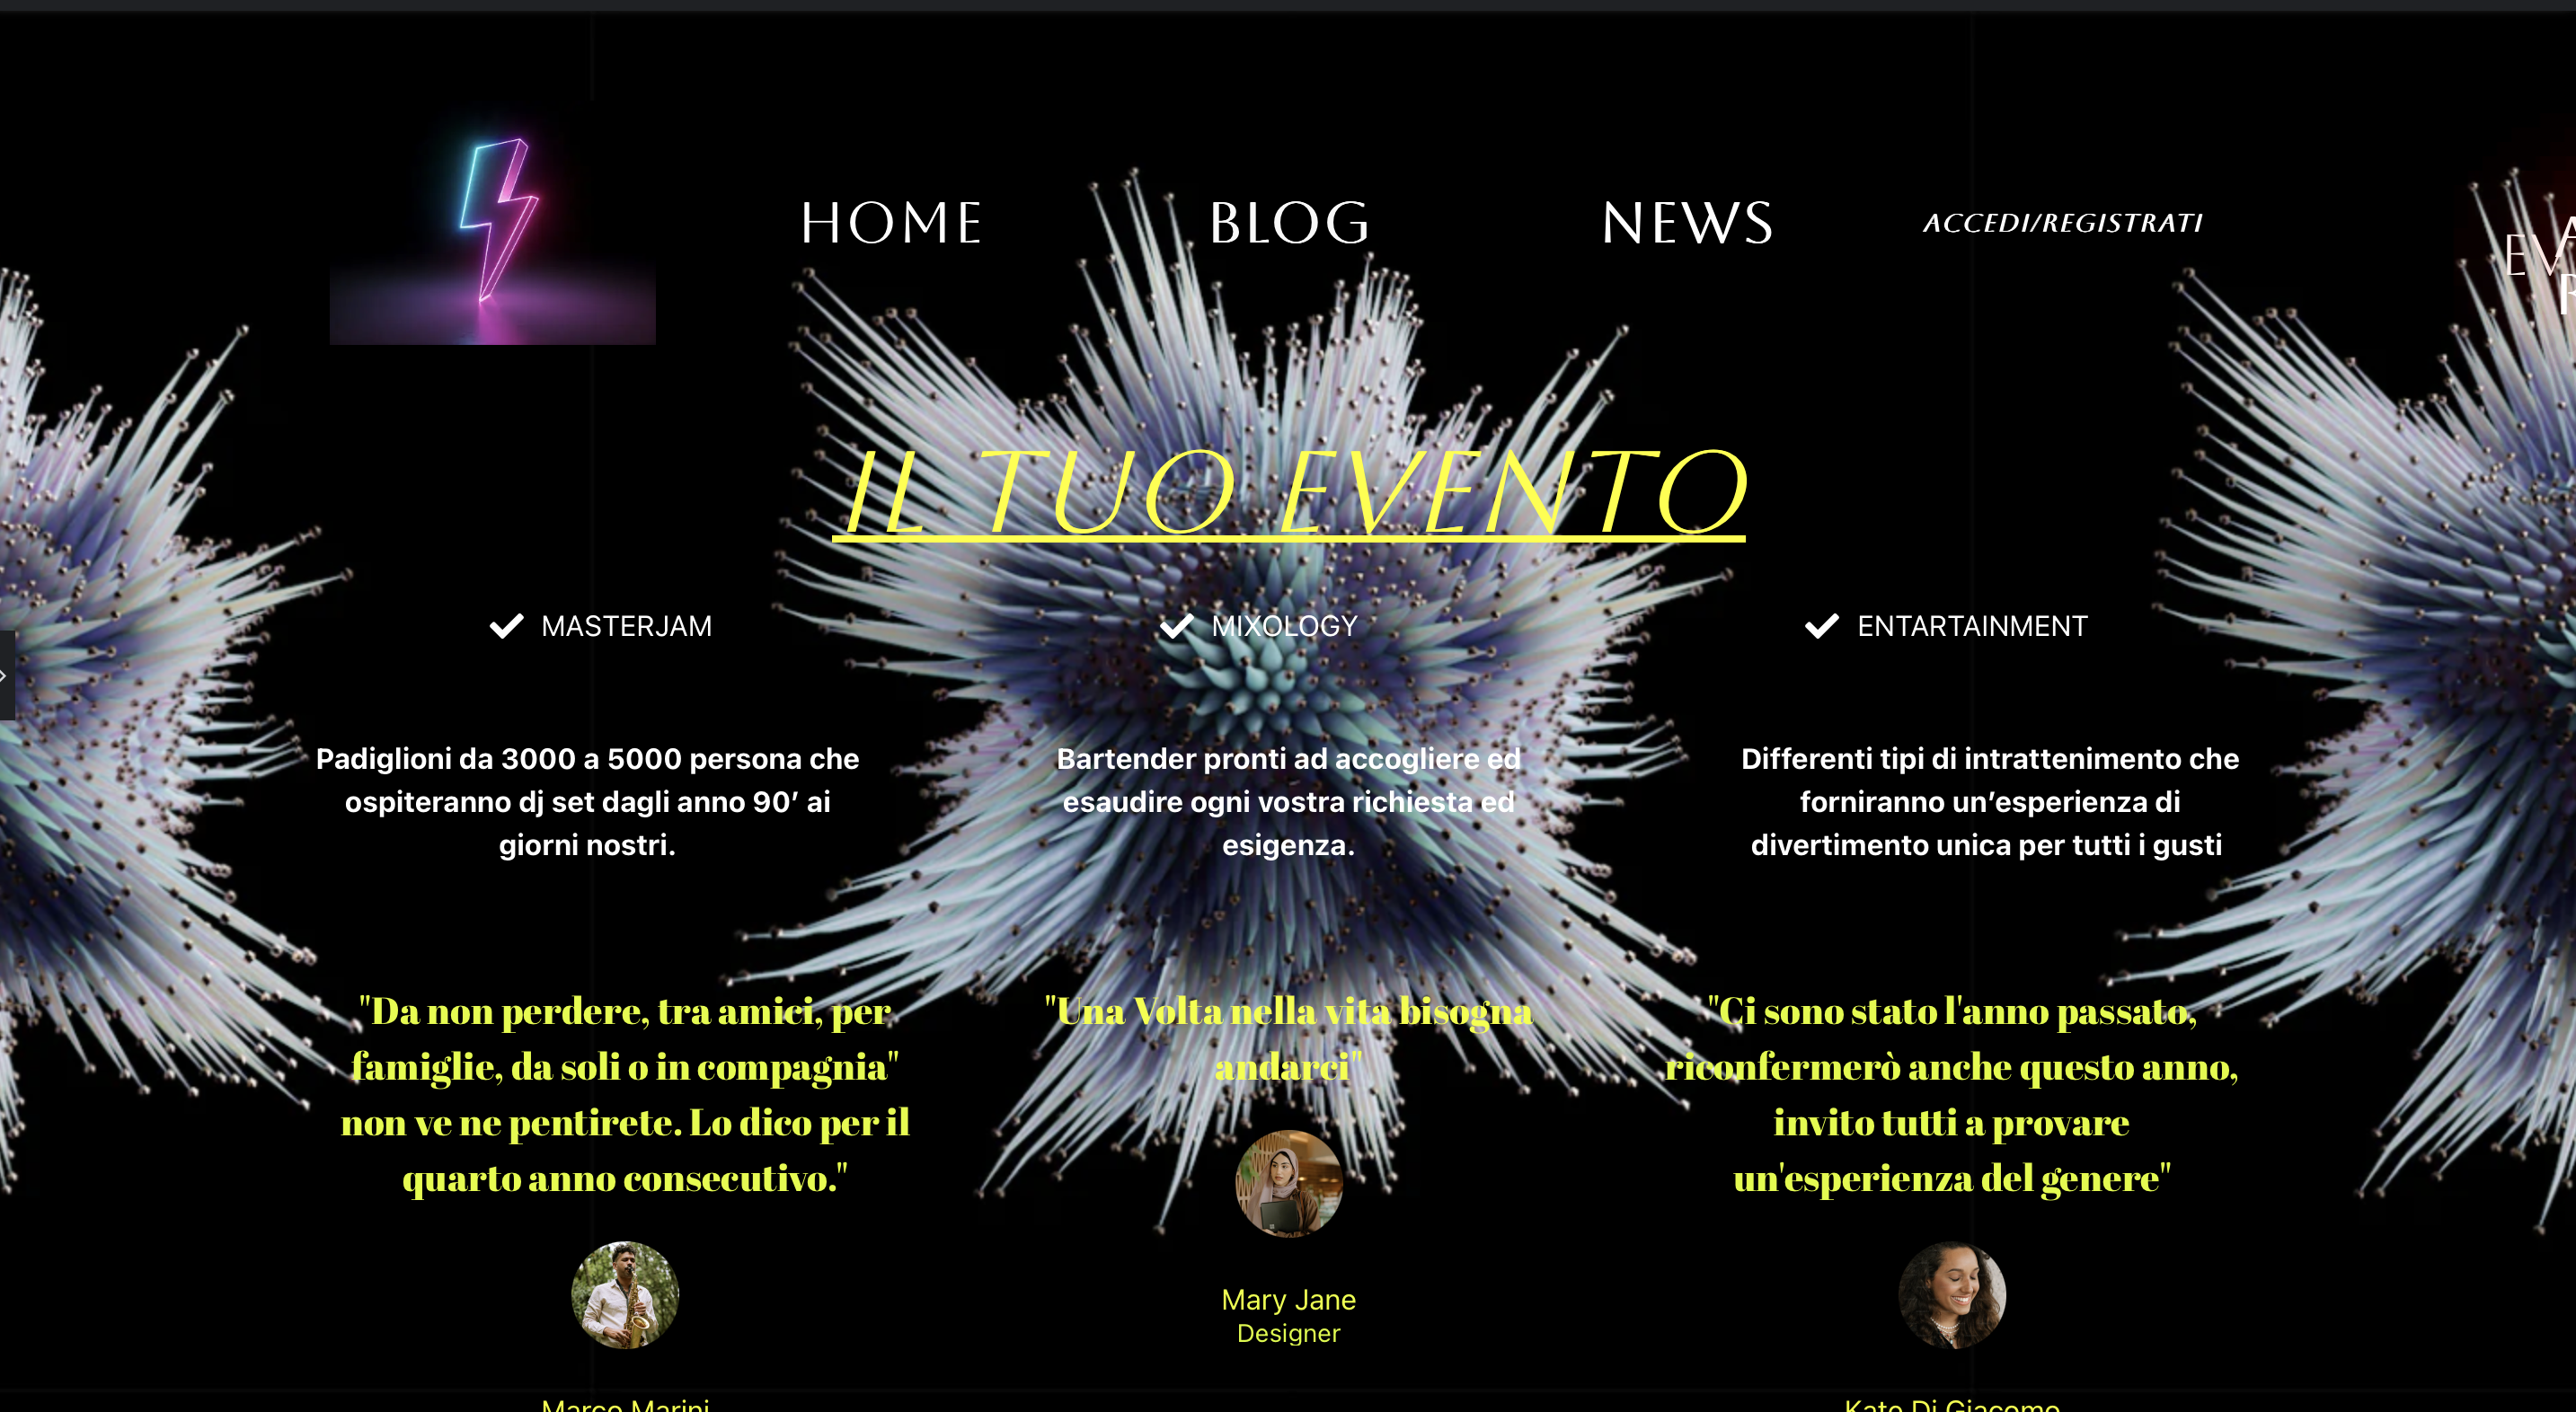 HOME BLOG NEWS ACCEDI/REGISTRATI
IL TUO EVENTO
MASTERJAM
Padiglioni da 3000 a 5000 persona che
ospiteranno dj set dagli anno 90’ ai
giorni nostri.
MIXOLOGY
Bartender pronti ad accogliere ed
esaudire ogni vostra richiesta ed
esigenza.
ENTARTAINMENT
Differenti tipi di intrattenimento che
forniranno un’esperienza di
divertimento unica per tutti i gusti
"Da non perdere, tra amici, per
famiglie, da soli o in compagnia"
non ve ne pentirete. Lo dico per il
quarto anno consecutivo."
Marco Marini
"Una Volta nella vita bisogna
andarci"
Mary Jane
Designer
"Ci sono stato l'anno passato,
riconfermerò anche questo anno,
invito tutti a provare
un'esperienza del genere"
Kate Di Giacomo